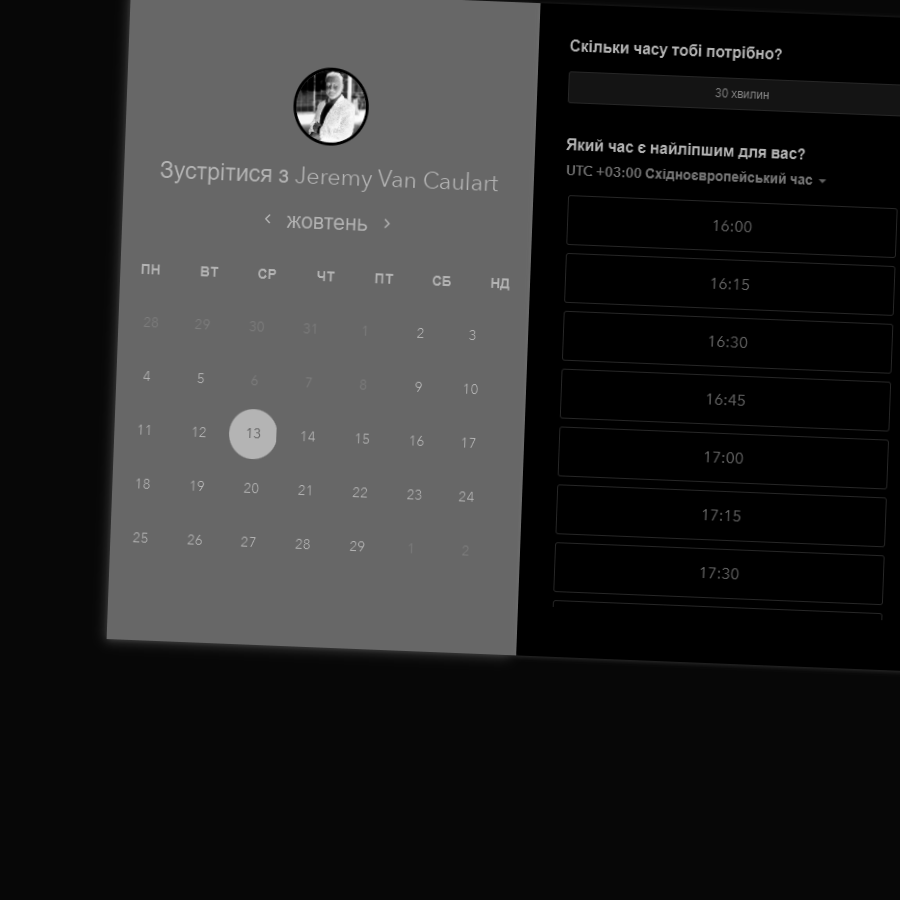 Зустрітися з Jeremy Van Caulart
жовтень
ПН ВТ СР ЧТ ПТ СБ НД
28 29 30 31 1 2 3
4 5 6 7 8 9 10
11 12 13 14 15 16 17
18 19 20 21 22 23 24
25 26 27 28 29 1 2
Скільки часу тобі потрібно?
30 хвилин
Який час є найліпшим для вас?
UTC +03:00 Східноєвропейський час
16:00
16:15
16:30
16:45
17:00
17:15
17:30